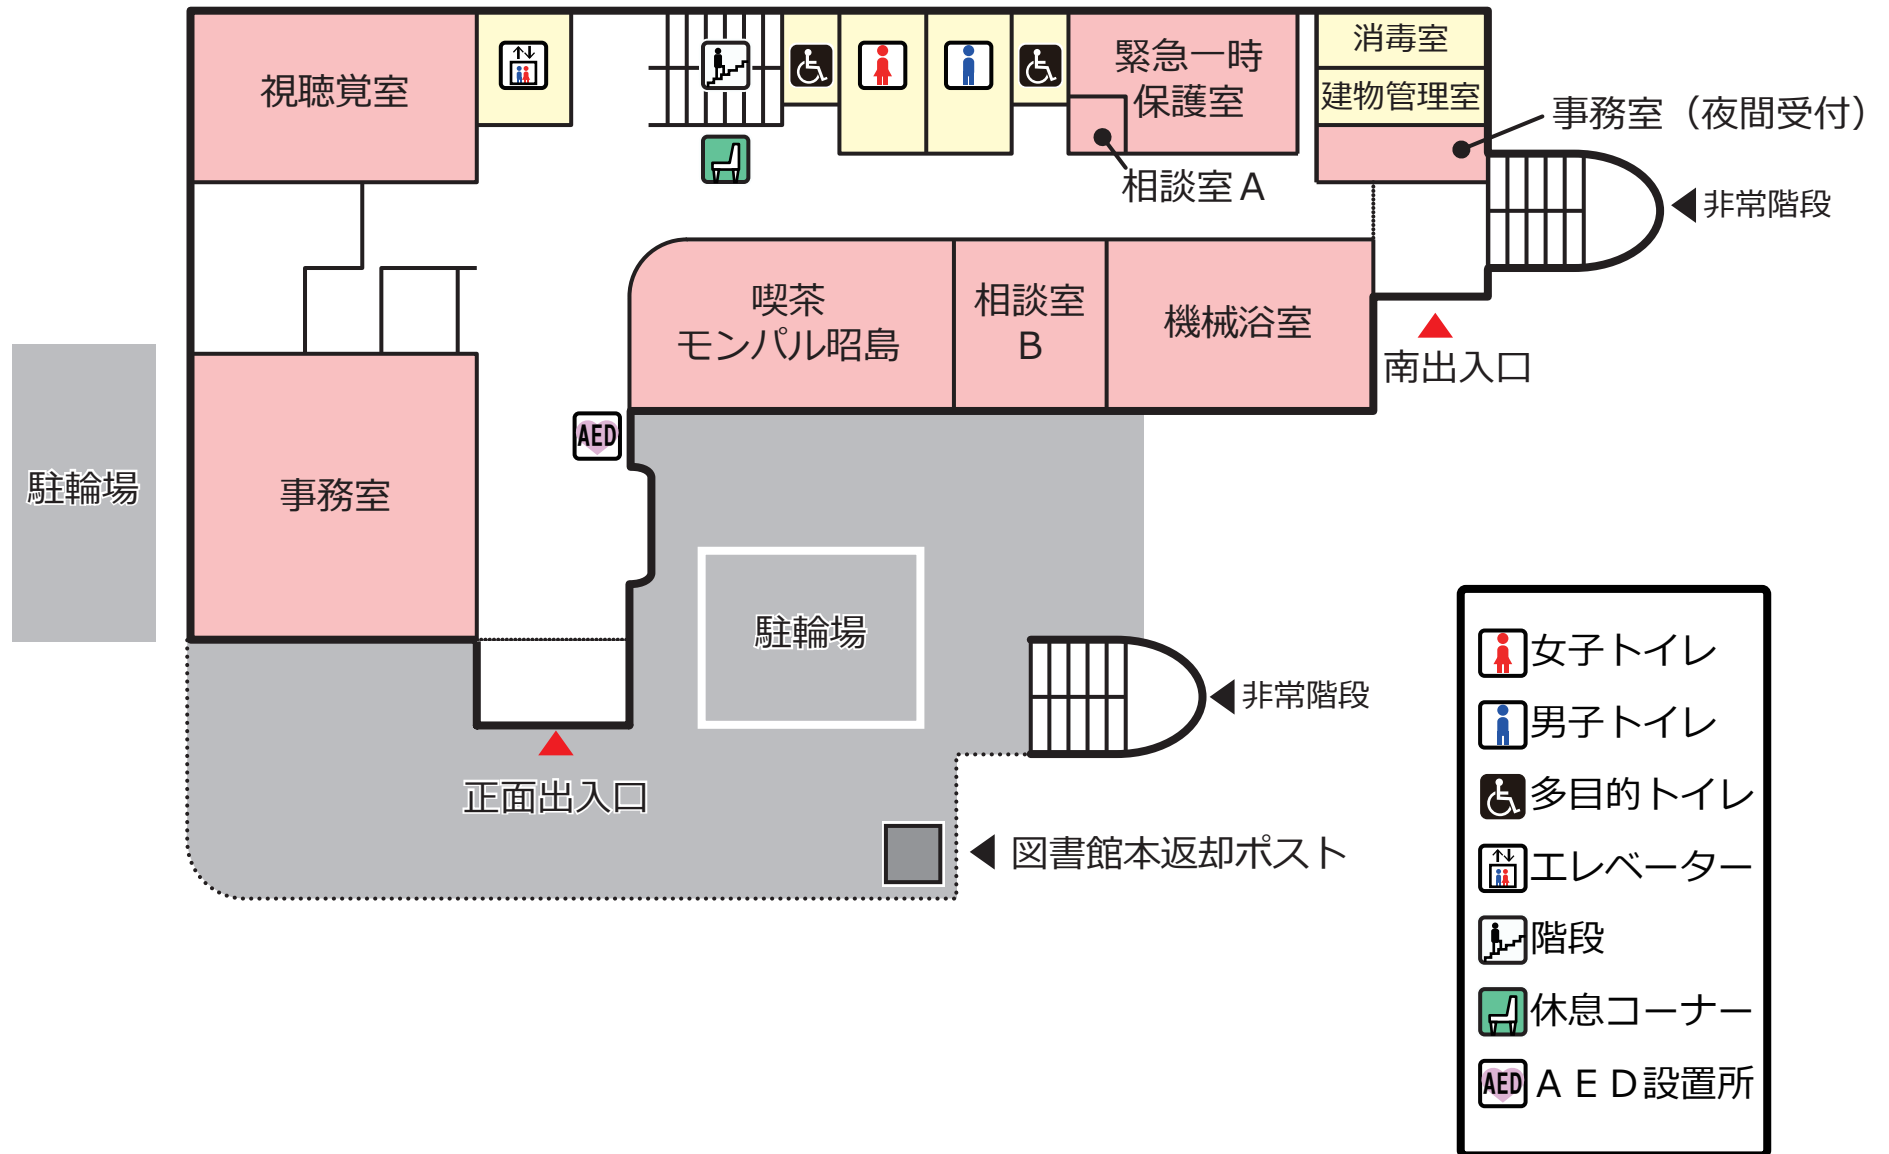 視聴覚室
緊急一時
保護室
消毒室
建物管理室
事務室（夜間受付）
相談室A
非常階段
喫茶
モンパル昭島
相談室
B
機械浴室
南出入口
AED
駐輪場
事務室
駐輪場
非常階段
正面出入口
図書館本返却ポスト
女子トイレ
男子トイレ
多目的トイレ
エレベーター
階段
休息コーナー
AED ＡＥＤ設置所